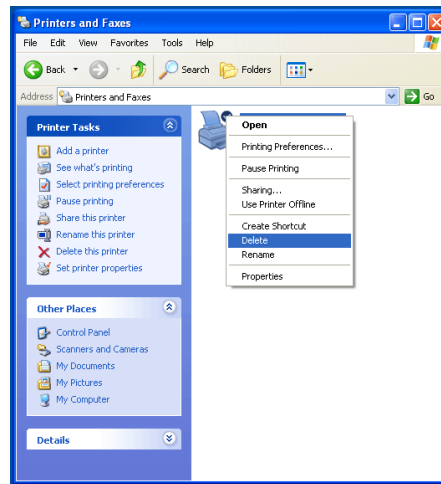 Printers and Faxes
File Edit View Favorites Tools Help
Back Search Folders
Address Printers and Faxes Go
Printer Tasks
Add a printer
See what's printing
Select printing preferences
Pause printing
Share this printer
Rename this printer
Delete this printer
Set printer properties
Other Places
Control Panel
Scanners and Cameras
My Documents
My Pictures
My Computer
Details
Open
Printing Preferences...
Pause Printing
Sharing...
Use Printer Offline
Create Shortcut
Delete
Rename
Properties